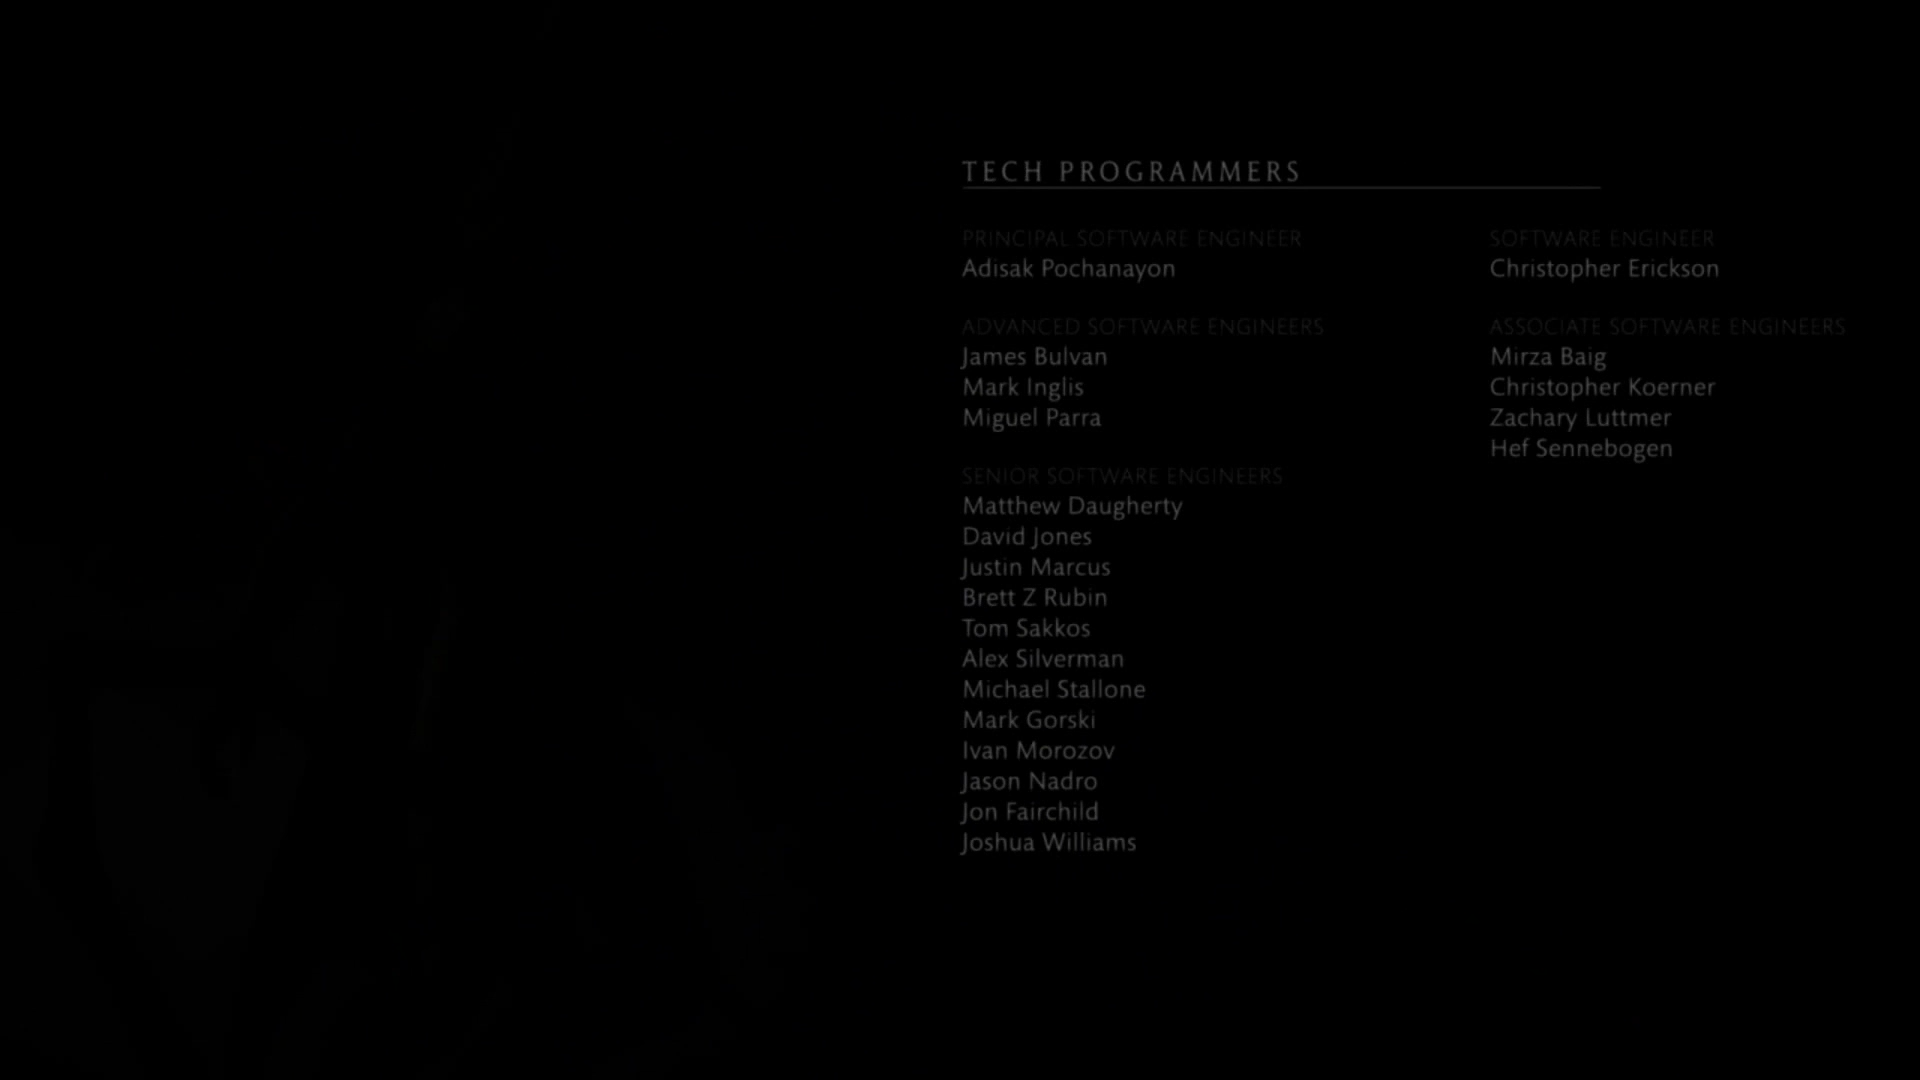 TECH PROGRAMMERS
PRINCIPAL SOFTWARE ENGINEER
Adisak Pochanayon
ADVANCED SOFTWARE ENGINEERS
James Bulvan
Mark Inglis
Miguel Parra
SENIOR SOFTWARE ENGINEERS
Matthew Daugherty
David Jones
Justin Marcus
Brett Z Rubin
Tom Sakkos
Alex Silverman
Michael Stallone
Mark Gorski
Ivan Morozov
Jason Nadro
Jon Fairchild
Joshua Williams
SOFTWARE ENGINEER
Christopher Erickson
ASSOCIATE SOFTWARE ENGINEERS
Mirza Baig
Christopher Koerner
Zachary Luttmer
Hef Sennebogen